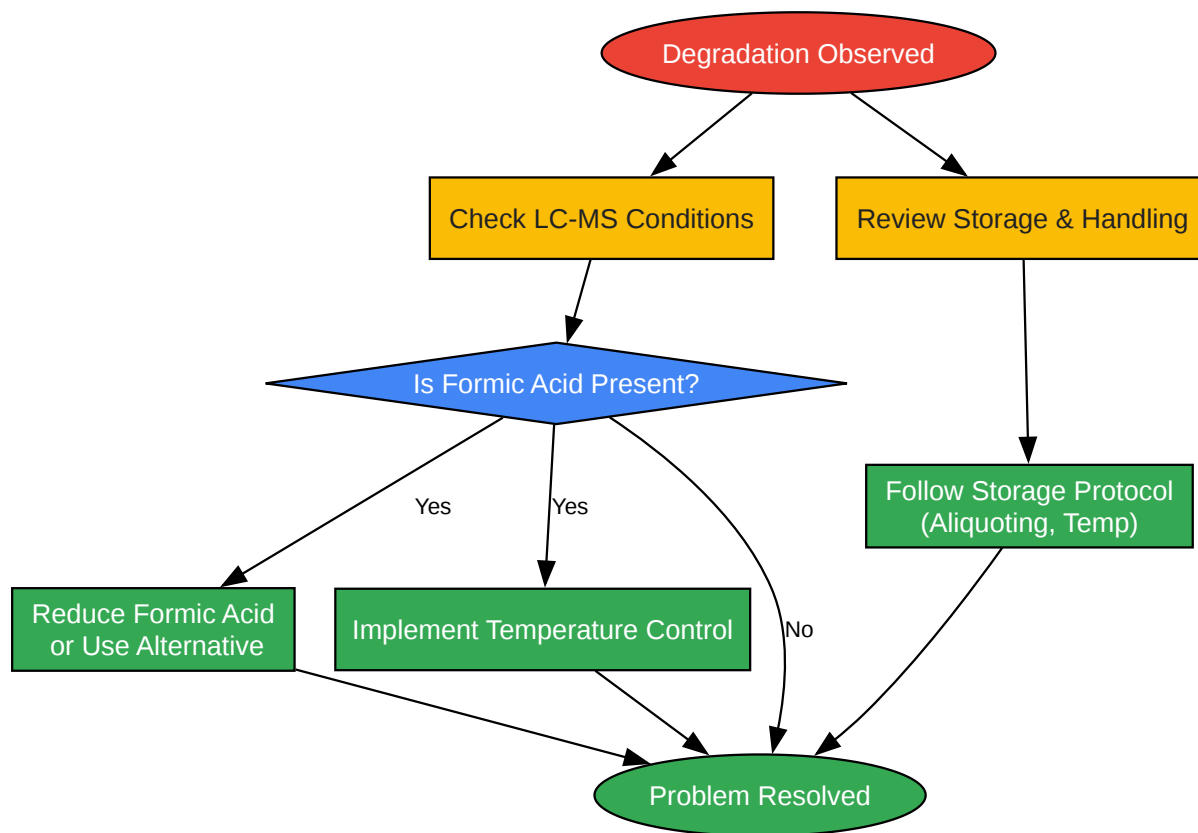 Degradation Observed
Check LC-MS Conditions
Review Storage & Handling
Is Formic Acid Present?
Follow Storage Protocol
(Aliquoting, Temp)
Yes
Yes
Reduce Formic Acid
or Use Alternative
Implement Temperature Control
No
Problem Resolved